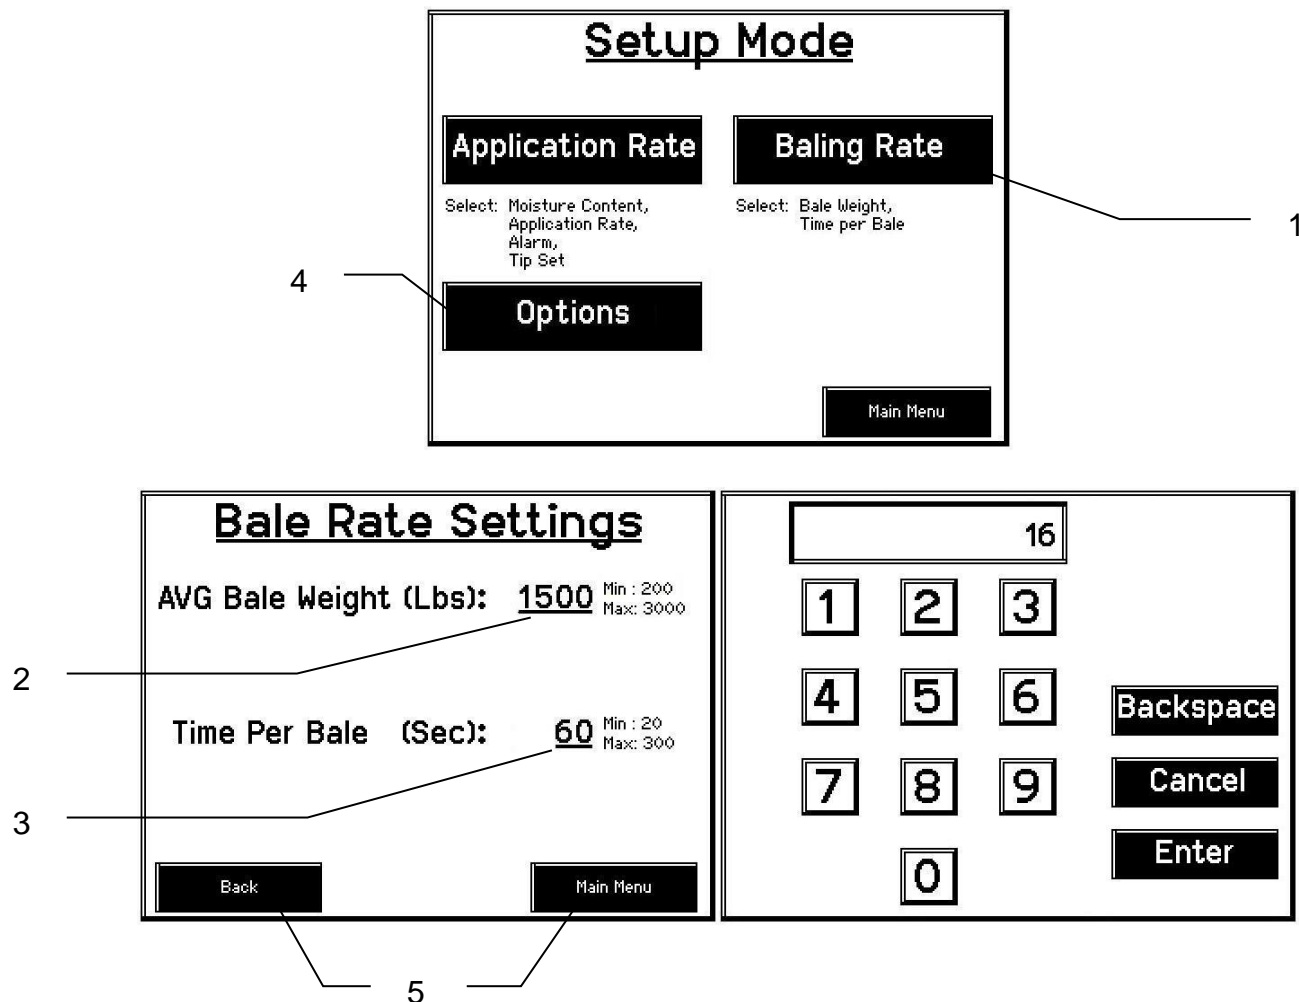 Setup Mode
Application Rate
Baling Rate
Select: Moisture Content,
Application Rate,
Alarm,
Tip Set
Select: Bale Weight,
Time per Bale
1
4
Options
Main Menu
Bale Rate Settings
AVG Bale Weight (Lbs): 1500 Min : 200
Max: 3000
2
Time Per Bale (Sec): 60 Min : 20
Max: 300
3
Back
Main Menu
5
16
1 2 3
4 5 6
7 8 9
0
Backspace
Cancel
Enter